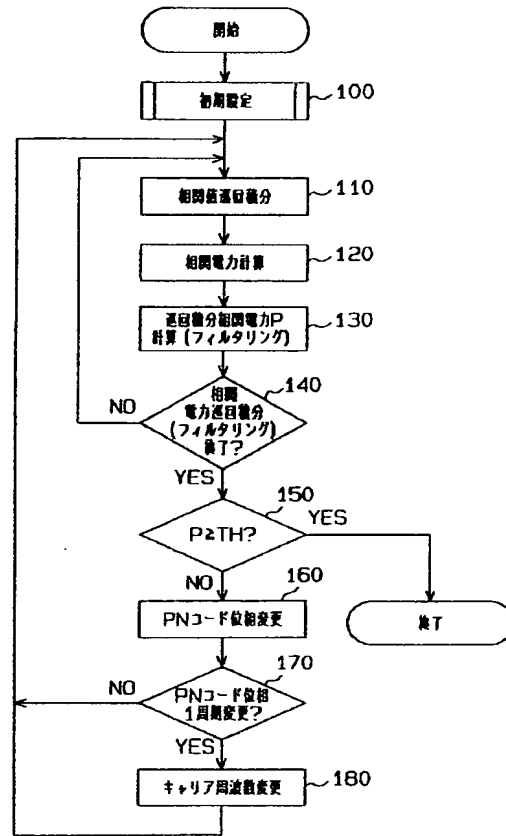 開始
初期設定
100
相関値巡回積分
110
相関電力計算
120
巡回積分相関電力P
計算(フィルタリング)
130
相関
電力巡回積分
(フィルタリング)
終了?
140
NO
YES
150
P≧TH?
YES
NO
160
PNコード位相変更
終了
170
NO
PNコード位相
1周期変更?
YES
キャリア周波数変更
180